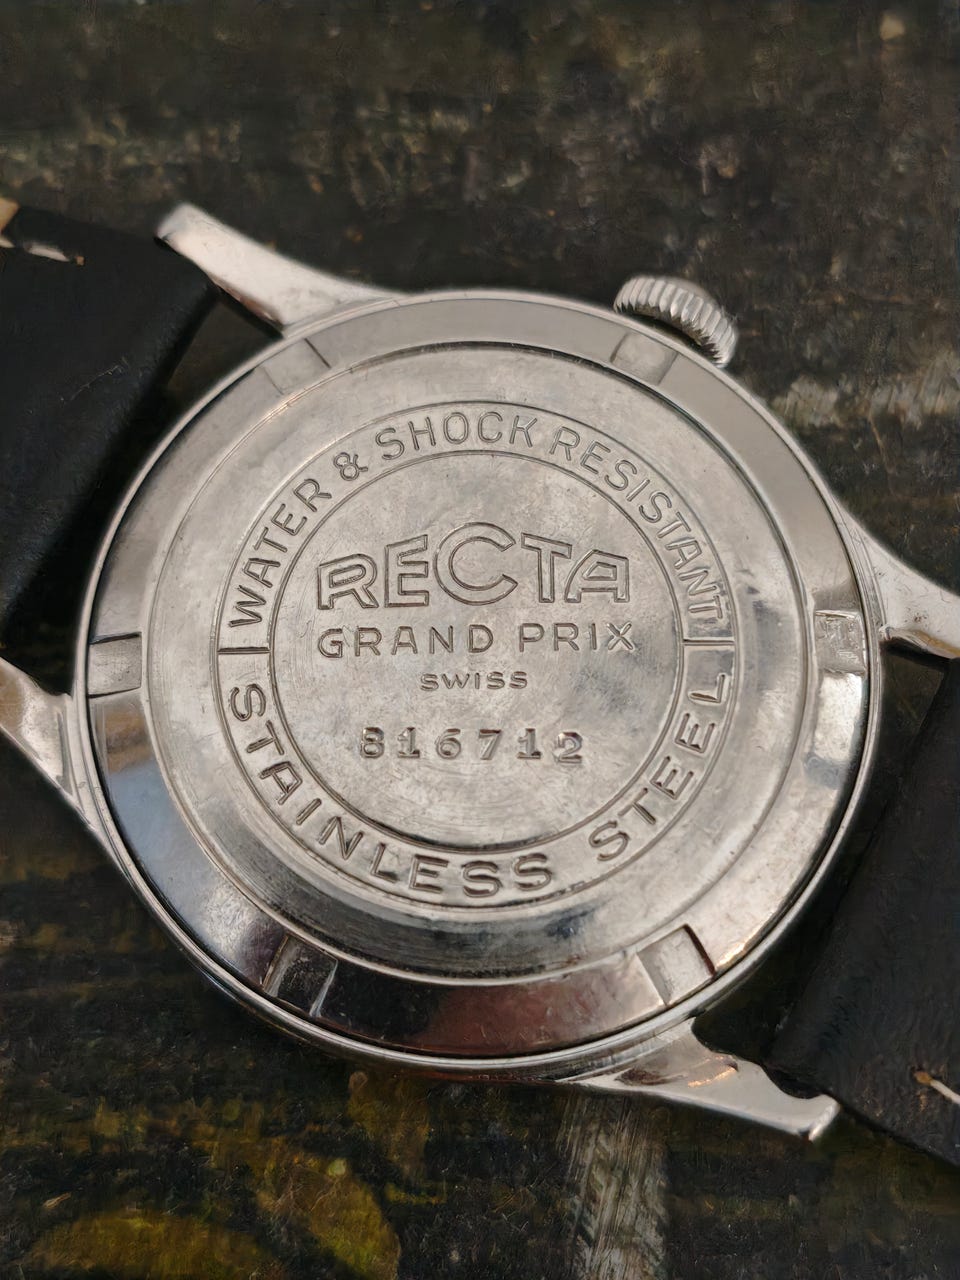 WATER & SHOCK RESISTANT
RECTA
GRAND PRIX
SWISS
816712
STAINLESS STEEL